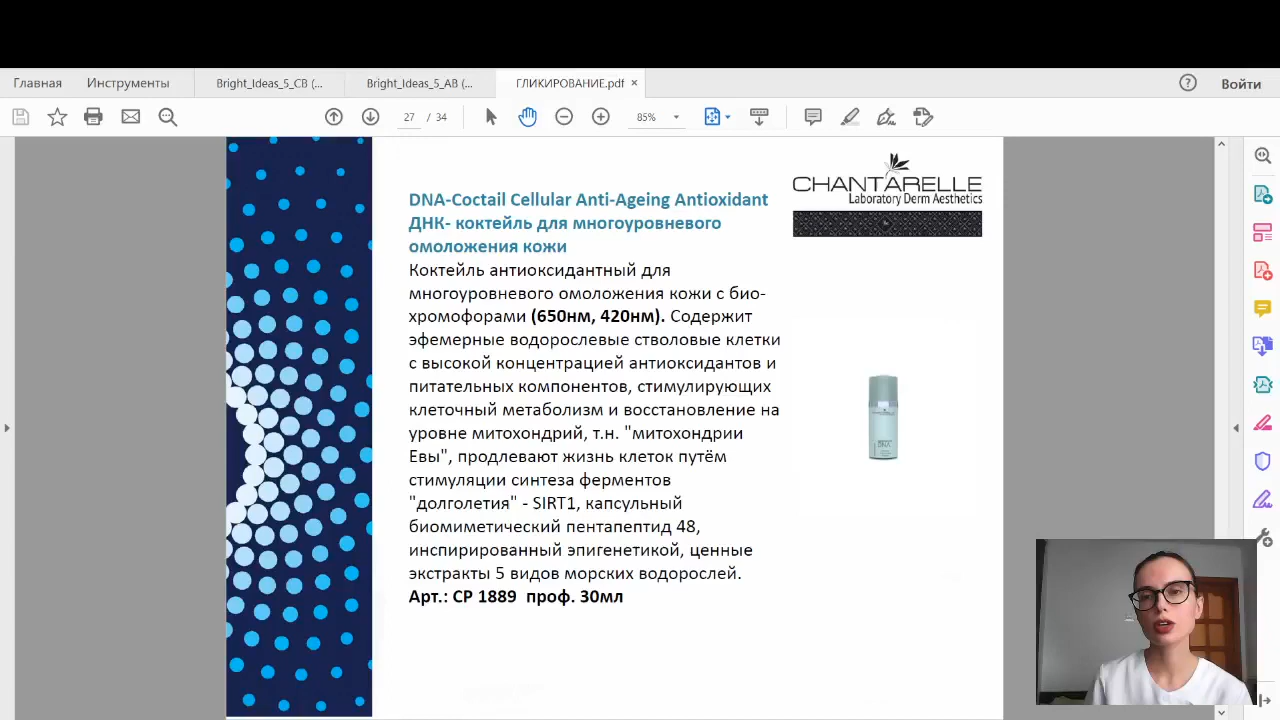 Главная
Инструменты
Bright_Ideas_5_CB (...
Bright_Ideas_5_AB (...
ГЛИКИРОВАНИЕ.pdf
Войти
27 / 34
85%
CHANTARELLE
Laboratory Derm Aesthetics
DNA-Coctail Cellular Anti-Ageing Antioxidant
ДНК- коктейль для многоуровневого
омоложения кожи
Коктейль антиоксидантный для
многоуровневого омоложения кожи с био-
хромофорами (650нм, 420нм). Содержит
эфемерные водорослевые стволовые клетки
с высокой концентрацией антиоксидантов и
питательных компонентов, стимулирующих
клеточный метаболизм и восстановление на
уровне митохондрий, т.н. "митохондрии
Евы", продлевают жизнь клеток путём
стимуляции синтеза ферментов
"долголетия" - SIRT1, капсульный
биомиметический пентапептид 48,
инспирированный эпигенетикой, ценные
экстракты 5 видов морских водорослей.
Арт.: CP 1889 проф. 30мл
DNA